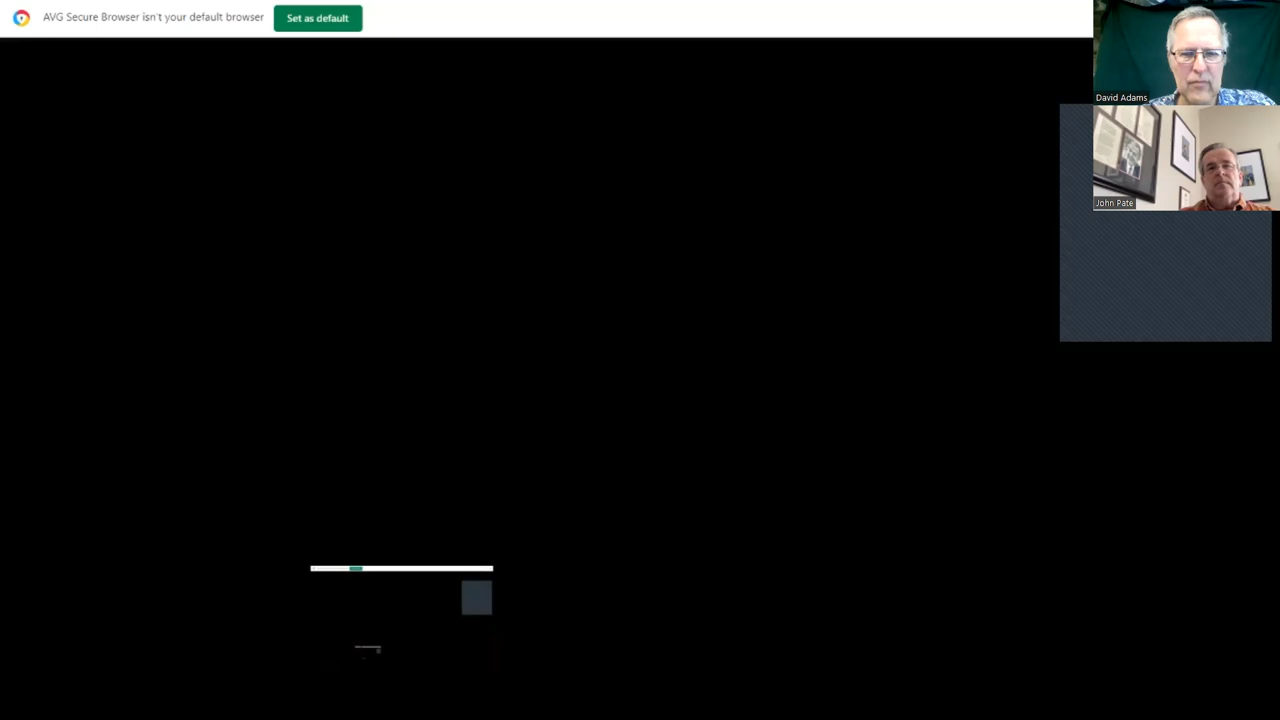 AVG Secure Browser isn't your default browser
Set as default
David Adams
John Pate